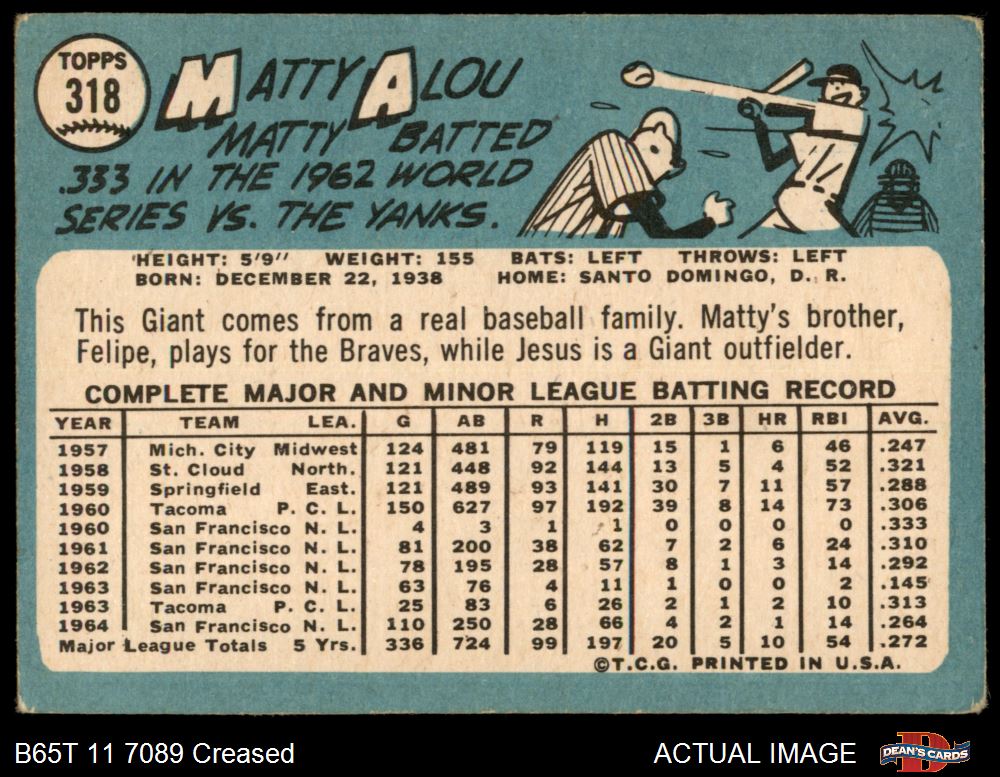 TOPPS
318
MATTY ALOU
MATTY BATTED
.333 IN THE 1962 WORLD
SERIES VS. THE YANKS.
HEIGHT: 5'9" WEIGHT: 155 BATS: LEFT THROWS: LEFT
BORN: DECEMBER 22, 1938 HOME: SANTO DOMINGO, D. R.
This Giant comes from a real baseball family. Matty's brother,
Felipe, plays for the Braves, while Jesus is a Giant outfielder.
COMPLETE MAJOR AND MINOR LEAGUE BATTING RECORD
YEAR TEAM LEA. G AB R H 2B 3B HR RBI AVG.
1957 Mich. City Midwest 124 481 79 119 15 1 6 46 .247
1958 St. Cloud North. 121 448 92 144 13 5 4 52 .321
1959 Springfield East. 121 489 93 141 30 7 11 57 .288
1960 Tacoma P. C. L. 150 627 97 192 39 8 14 73 .306
1960 San Francisco N. L. 4 3 1 1 0 0 0 0 .333
1961 San Francisco N. L. 81 200 38 62 7 2 6 24 .310
1962 San Francisco N. L. 78 195 28 57 8 1 3 14 .292
1963 San Francisco N. L. 63 76 4 11 1 0 0 2 .145
1963 Tacoma P. C. L. 25 83 6 26 2 1 2 10 .313
1964 San Francisco N. L. 110 250 28 66 4 2 1 14 .264
Major League Totals 5 Yrs. 336 724 99 197 20 5 10 54 .272
©T.C.G. PRINTED IN U.S.A.
B65T 11 7089 Creased ACTUAL IMAGE DEAN'S CARDS